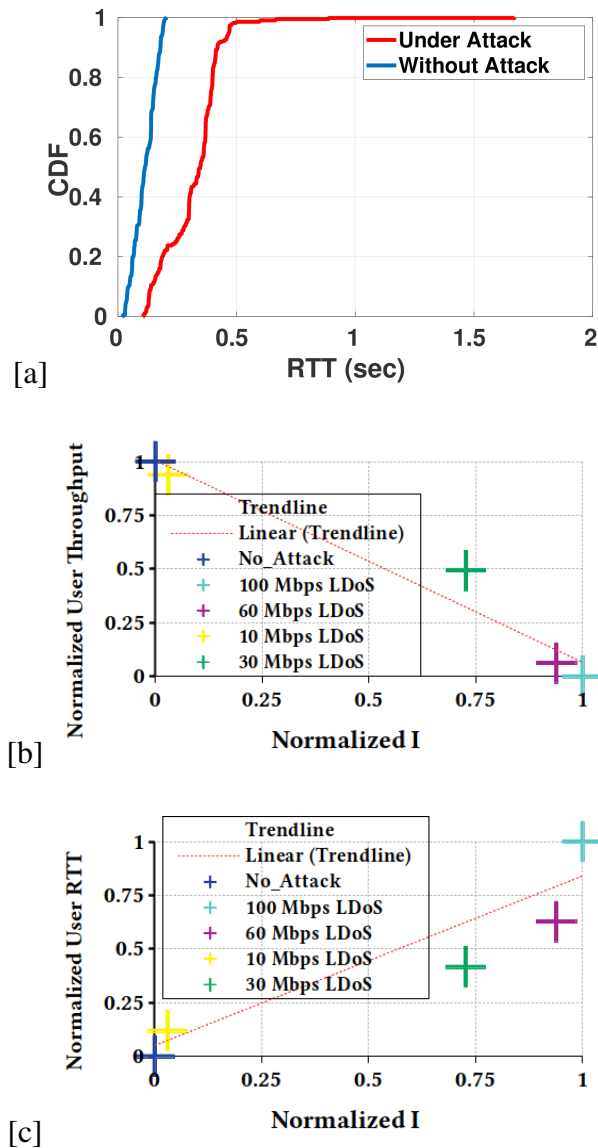 1
0.8
0.6
0.4
0.2
0
CDF
Under Attack
Without Attack
0 0.5 1 1.5 2
RTT (sec)
[a]
Normalized User Throughput
1
0.75
0.5
0.25
0
Trendline
Linear (Trendline)
No_Attack
100 Mbps LDoS
60 Mbps LDoS
10 Mbps LDoS
30 Mbps LDoS
0 0.25 0.5 0.75 1
Normalized I
[b]
Normalized User RTT
1
0.75
0.5
0.25
0
Trendline
Linear (Trendline)
No_Attack
100 Mbps LDoS
60 Mbps LDoS
10 Mbps LDoS
30 Mbps LDoS
0 0.25 0.5 0.75 1
Normalized I
[c]